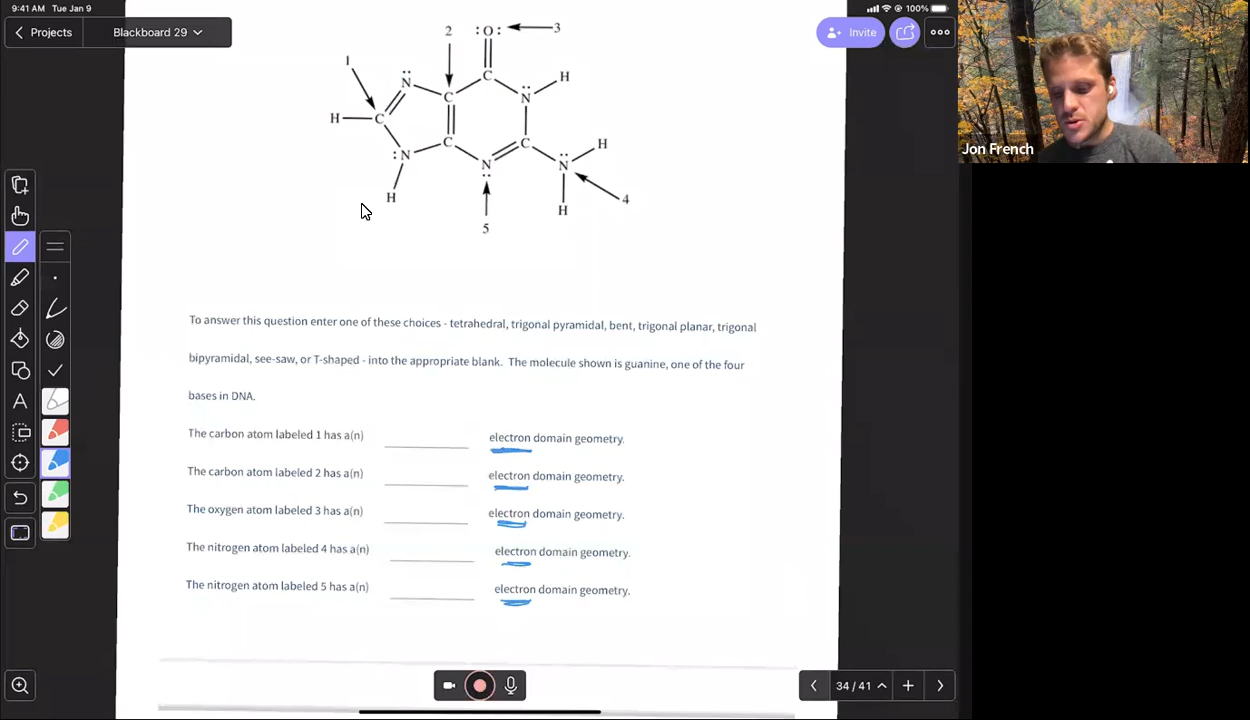 9:41 AM Tue Jan 9
100%
Projects
Blackboard 29
Invite
Jon French
2
:O:
3
1
N
C
H
H
C
C
N
H
C
:N
C
N
C
N
H
H
H
4
5
To answer this question enter one of these choices - tetrahedral, trigonal pyramidal, bent, trigonal planar, trigonal
bipyramidal, see-saw, or T-shaped - into the appropriate blank. The molecule shown is guanine, one of the four
bases in DNA.
The carbon atom labeled 1 has a(n) __________ electron domain geometry.
The carbon atom labeled 2 has a(n) __________ electron domain geometry.
The oxygen atom labeled 3 has a(n) __________ electron domain geometry.
The nitrogen atom labeled 4 has a(n) __________ electron domain geometry.
The nitrogen atom labeled 5 has a(n) __________ electron domain geometry.
A
34 / 41